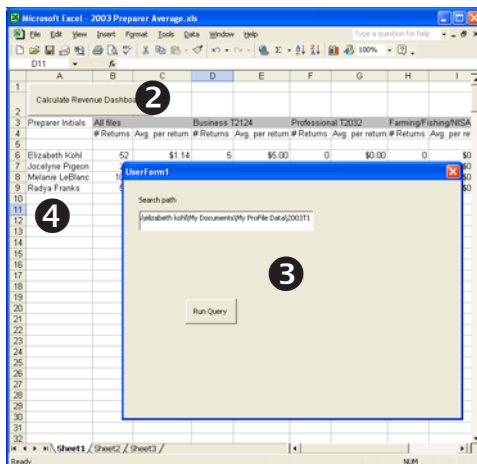 Microsoft Excel - 2003 Preparer Average.xls
File Edit View Insert Format Tools Data Window Help Type a question for help
100%
D11 fx
A B C D E F G H I
1
Calculate Revenue Dashbo 2
2
3 Preparer Initials All files Business T2124 Professional T2032 Farming/Fishing/NISA
4 # Returns Avg. per return # Returns Avg. per return # Returns Avg. per return # Returns Avg. per re
5
6 Elizabeth Kohl 52 $1.14 5 $5.00 0 $0.00 0 $0
7 Jocelyne Pigeon $0
8 Melanie LeBlanc 10 $0
9 Radya Franks $0
10
11
12
13
14
15
16
17
18
19
20
21
22
23
24
25
26
27
28
29
30
31
32
4
UserForm1
Search path
\elizabeth kohl\My Documents\My ProFile Data\2003T1
3
Run Query
Sheet1 Sheet2 Sheet3
Ready NUM